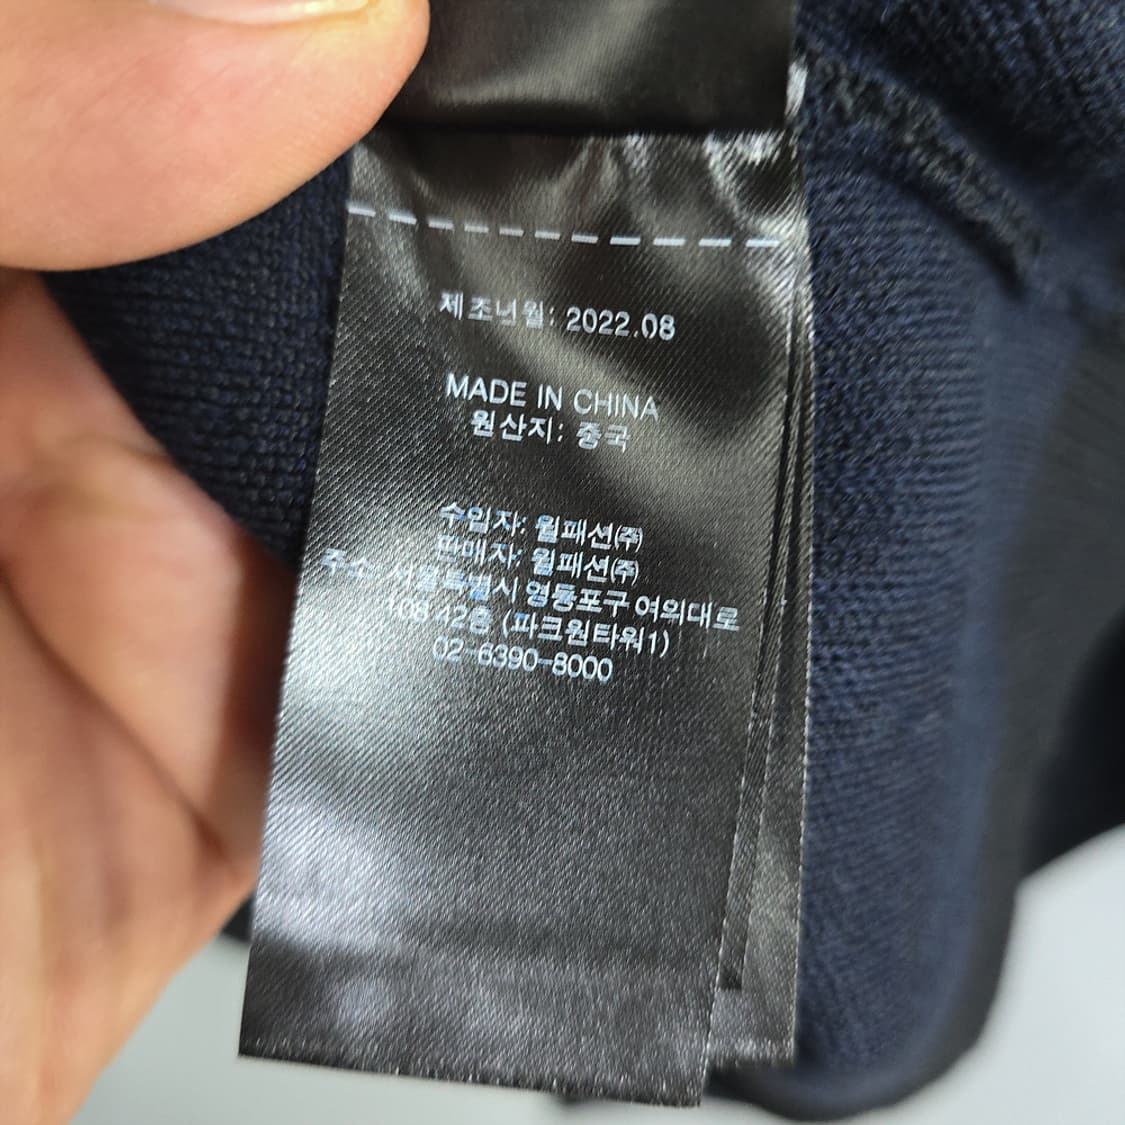 제조년월: 2022.08
MADE IN CHINA
원산지: 중국
수입자: 월패션㈜
판매자: 월패션㈜
주소: 서울특별시 영등포구 여의대로
108 42층 (파크원타워1)
02-6390-8000